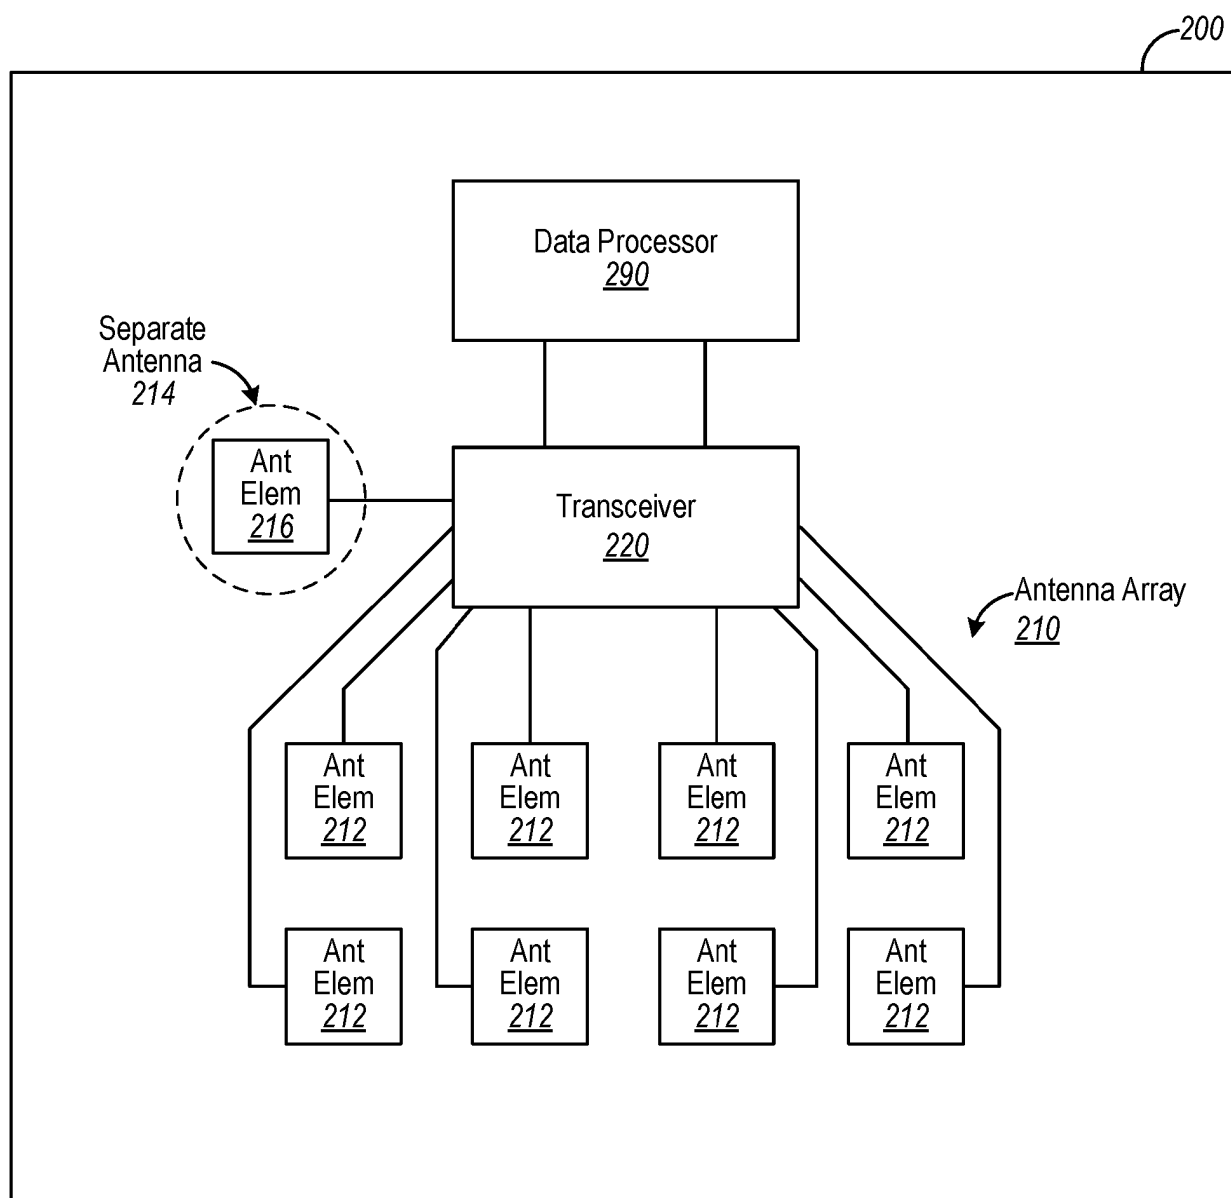 200
Data Processor
290
Separate
Antenna
214
Ant
Elem
216
Transceiver
220
Antenna Array
210
Ant
Elem
212
Ant
Elem
212
Ant
Elem
212
Ant
Elem
212
Ant
Elem
212
Ant
Elem
212
Ant
Elem
212
Ant
Elem
212